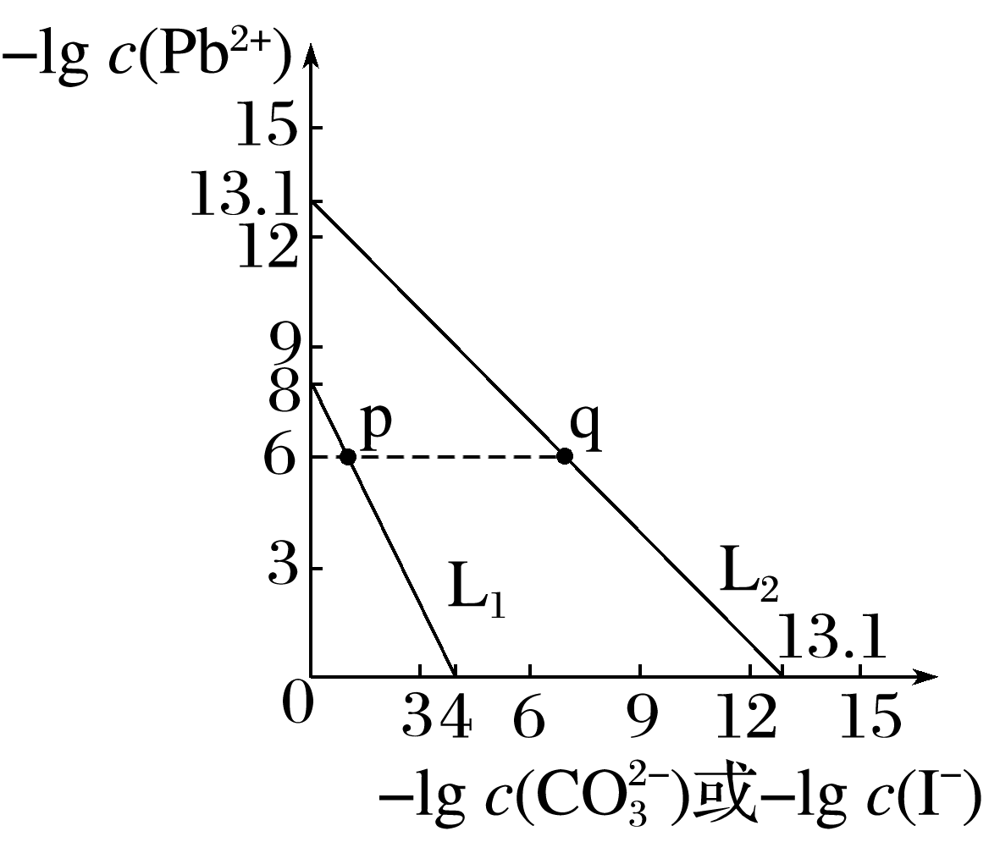 −lg c(Pb²⁺)
15
13.1
12
9
8
p
q
6
3
L₁
L₂
13.1
0 3 4 6 9 12 15
−lg c(CO₃²⁻)或−lg c(I⁻)